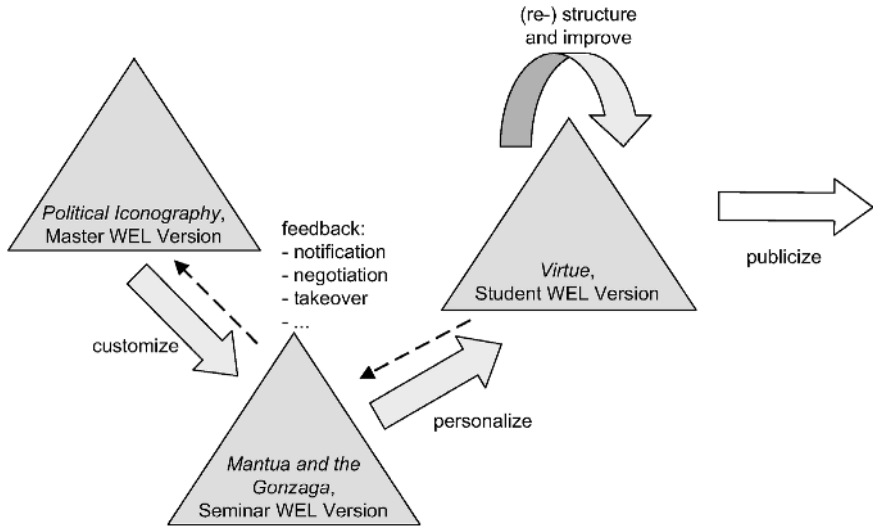 (re-) structure
and improve
Political Iconography,
Master WEL Version
feedback:
- notification
- negotiation
- takeover
- ...
customize
Virtue,
Student WEL Version
publicize
personalize
Mantua and the
Gonzaga,
Seminar WEL Version